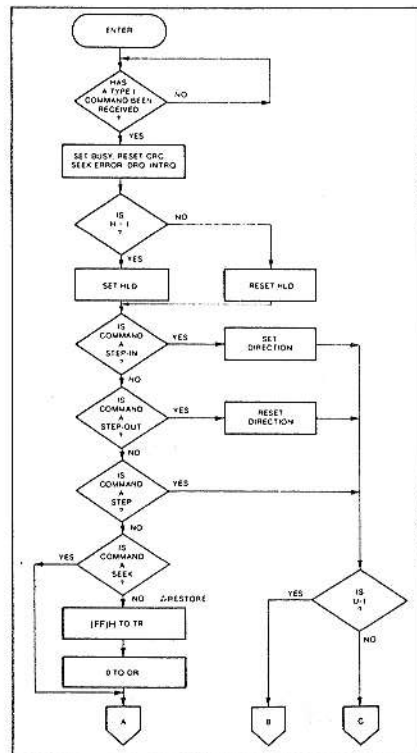 ENTER
HAS
A TYPE I
COMMAND BEEN
RECEIVED
?
NO
YES
SET BUSY, RESET CRC,
SEEK ERROR, DRQ, INTRQ
IS
?
NO
YES
SET HLD
RESET HLD
IS
COMMAND
A
STEP-IN
?
YES
SET
DIRECTION
NO
IS
COMMAND
A
STEP-OUT
?
YES
RESET
DIRECTION
NO
IS
COMMAND
A
STEP
?
YES
NO
IS
COMMAND
A
SEEK
?
YES
NO
∴RESTORE
[FF]H TO TR
0 TO DR
IS
?
YES
NO
A
B
C